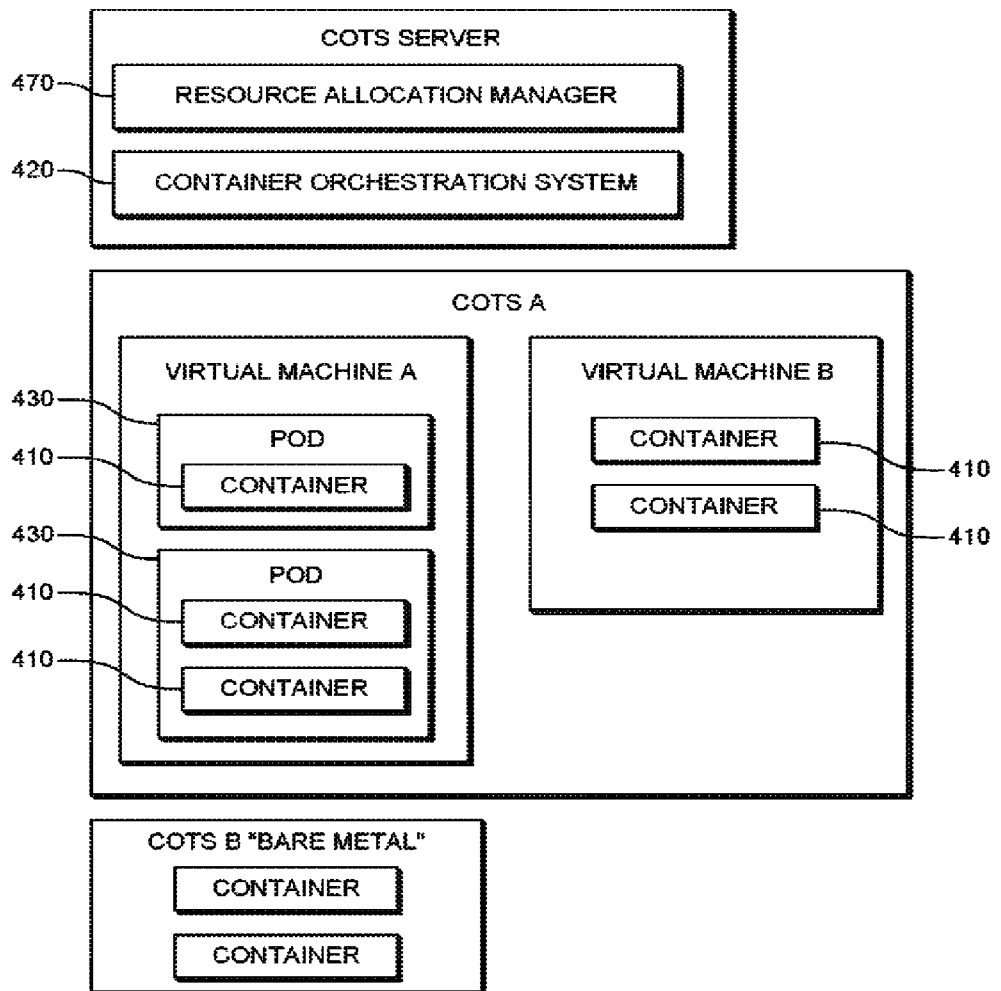 COTS SERVER
470
RESOURCE ALLOCATION MANAGER
420
CONTAINER ORCHESTRATION SYSTEM
COTS A
VIRTUAL MACHINE A
430
POD
410
CONTAINER
430
POD
410
CONTAINER
410
CONTAINER
VIRTUAL MACHINE B
CONTAINER
410
CONTAINER
410
COTS B "BARE METAL"
CONTAINER
CONTAINER